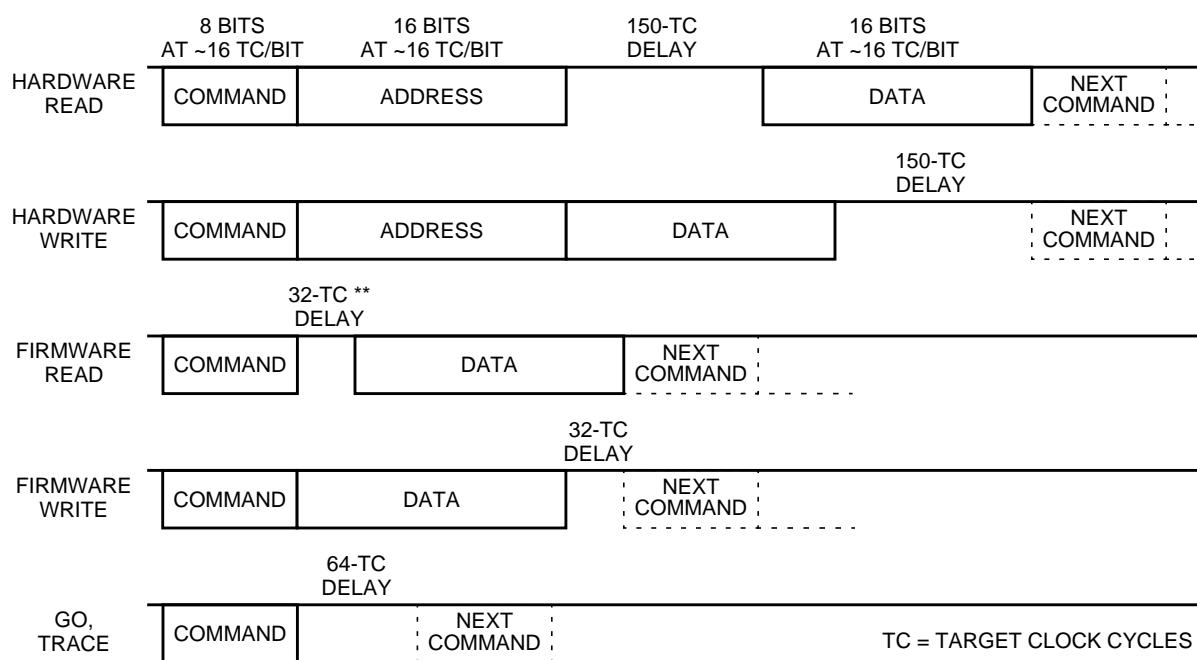 8 BITS
AT ~16 TC/BIT
16 BITS
AT ~16 TC/BIT
150-TC
DELAY
16 BITS
AT ~16 TC/BIT
HARDWARE
READ
COMMAND
ADDRESS
DATA
NEXT
COMMAND
150-TC
DELAY
HARDWARE
WRITE
COMMAND
ADDRESS
DATA
NEXT
COMMAND
32-TC **
DELAY
FIRMWARE
READ
COMMAND
DATA
NEXT
COMMAND
32-TC
DELAY
FIRMWARE
WRITE
COMMAND
DATA
NEXT
COMMAND
64-TC
DELAY
GO,
TRACE
COMMAND
NEXT
COMMAND
TC = TARGET CLOCK CYCLES